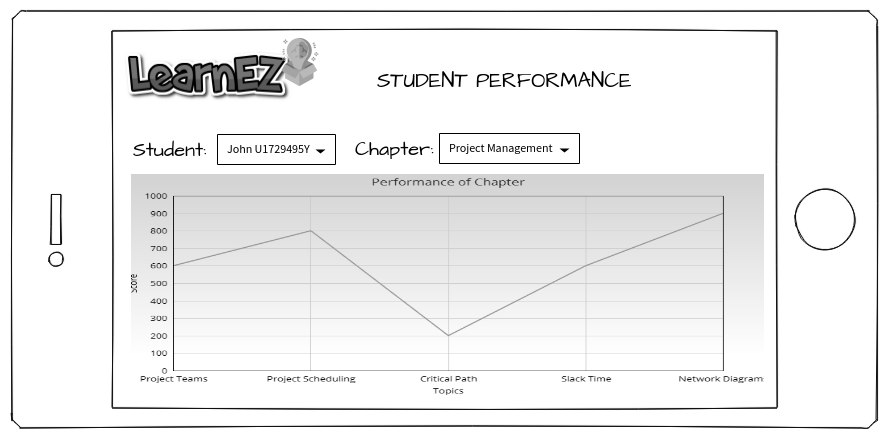 LearnEZ
STUDENT PERFORMANCE
Student: John U1729495Y Chapter: Project Management
Performance of Chapter
1000
900
800
700
600
500
400
300
200
100
0
Score
Project Teams Project Scheduling Critical Path Slack Time Network Diagram
Topics